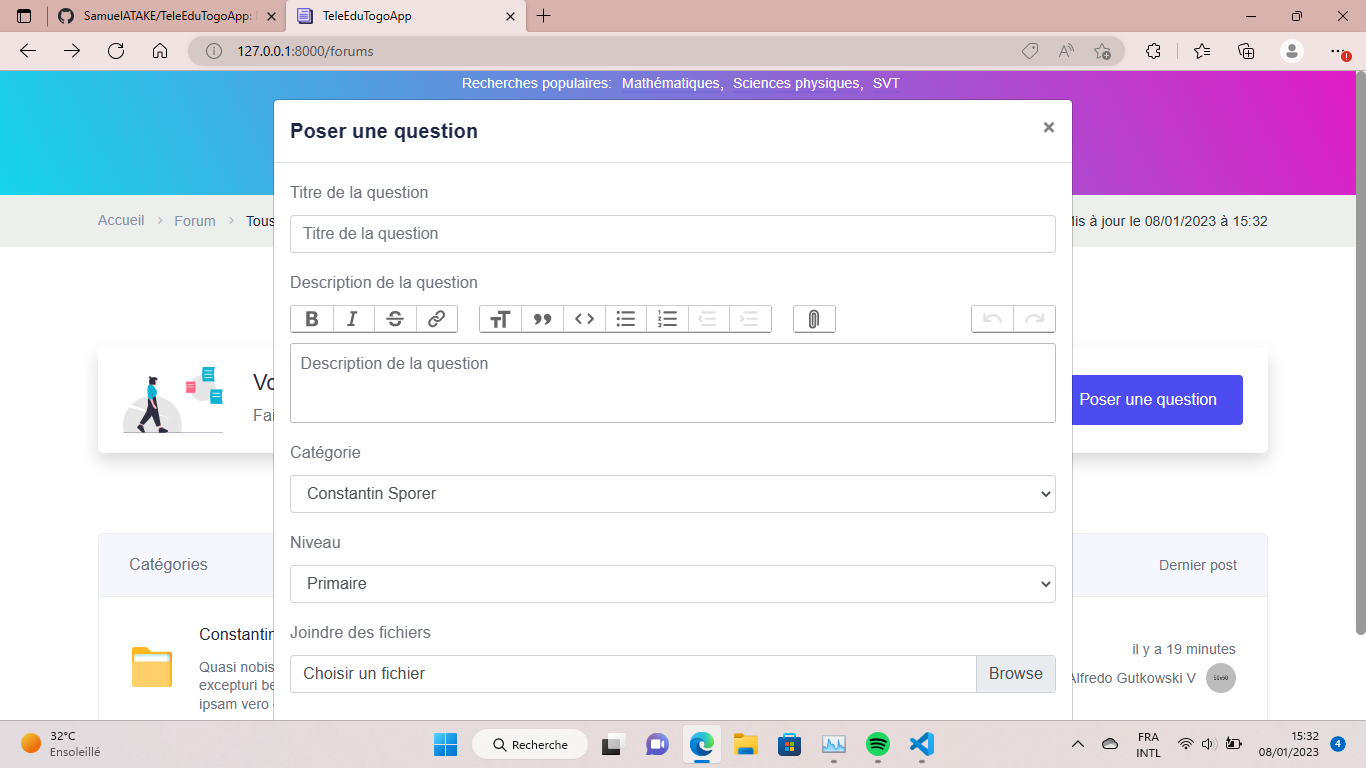 SamuelATAKE/TeleEduTogoApp:
TeleEduTogoApp
127.0.0.1:8000/forums
Recherches populaires: Mathématiques, Sciences physiques, SVT
Poser une question
×
Titre de la question
Accueil > Forum > Tous
Mis à jour le 08/01/2023 à 15:32
Titre de la question
Description de la question
Description de la question
Vo
Fai
Poser une question
Catégorie
Constantin Sporer
Niveau
Catégories
Dernier post
Primaire
Joindre des fichiers
Constantin
Quasi nobis
excepturi be
ipsam vero
il y a 19 minutes
Alfredo Gutkowski V
50x50
Choisir un fichier
Browse
32°C
Ensoleillé
Recherche
FRA
INTL
15:32
08/01/2023
4